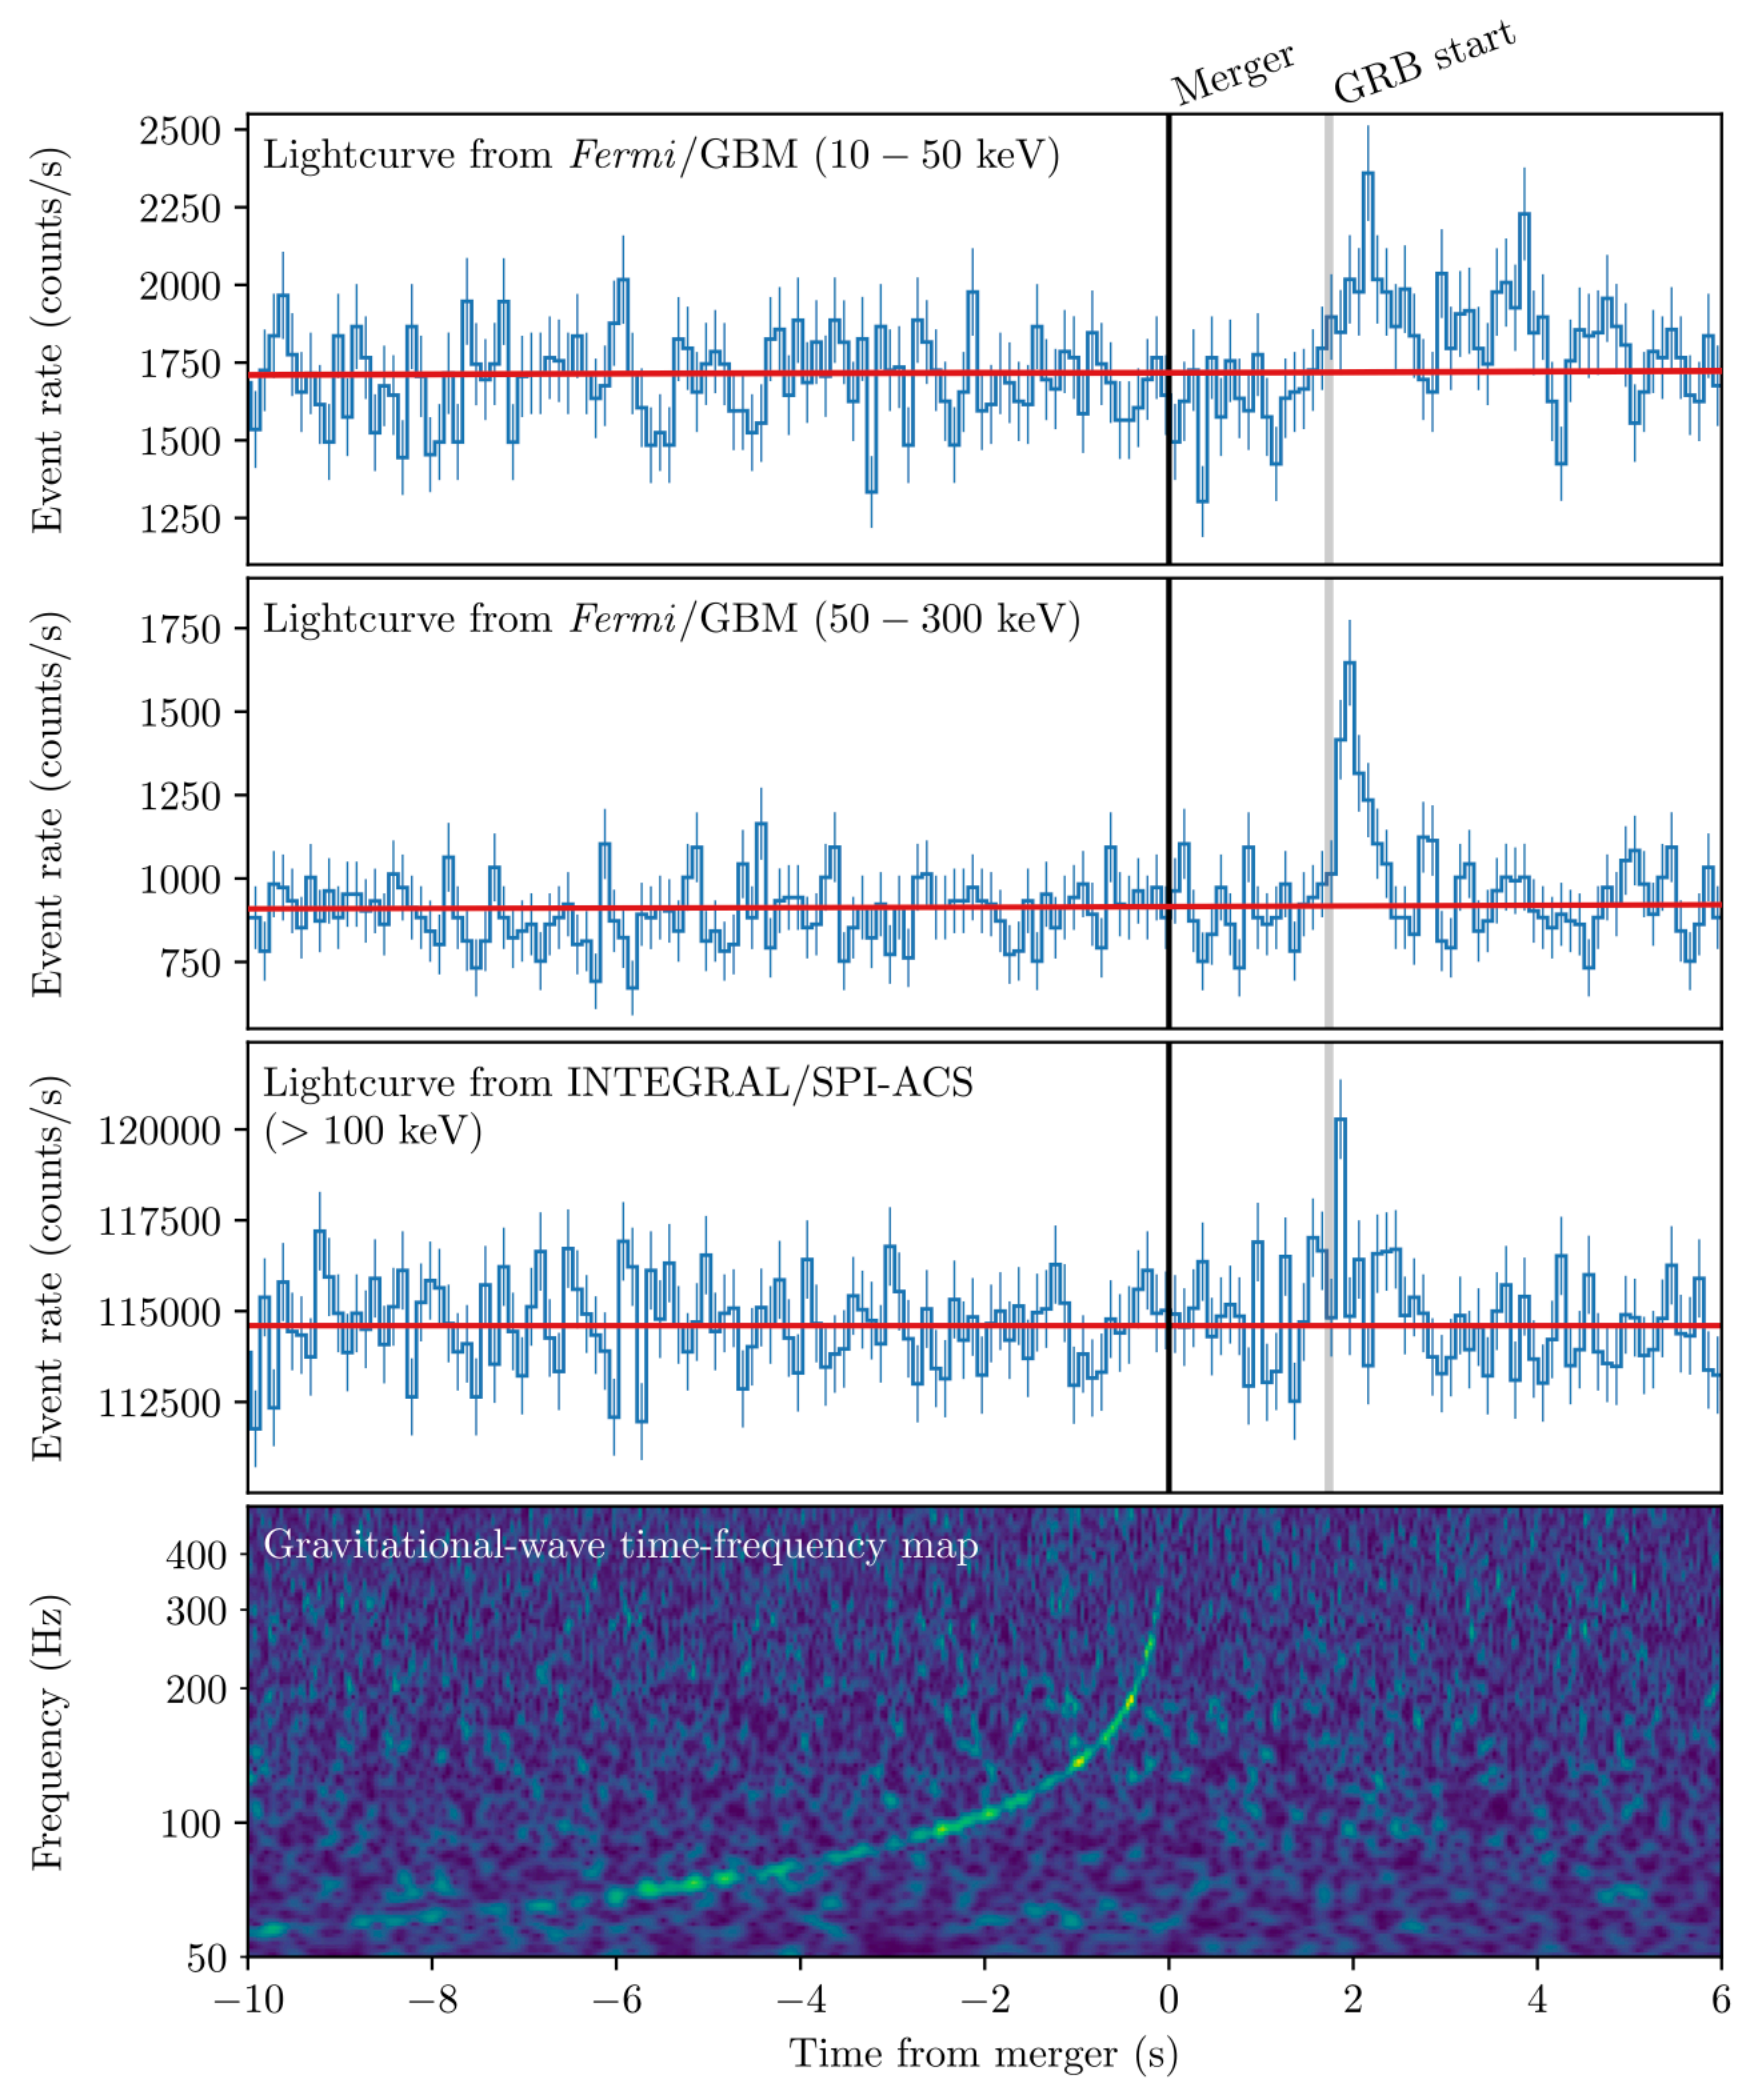 Merger GRB start
Lightcurve from Fermi/GBM (10 − 50 keV)
Event rate (counts/s)
2500
2250
2000
1750
1500
1250
Lightcurve from Fermi/GBM (50 − 300 keV)
Event rate (counts/s)
1750
1500
1250
1000
750
Lightcurve from INTEGRAL/SPI-ACS
(> 100 keV)
Event rate (counts/s)
120000
117500
115000
112500
Gravitational-wave time-frequency map
Frequency (Hz)
400
300
200
100
50
−10 −8 −6 −4 −2 0 2 4 6
Time from merger (s)